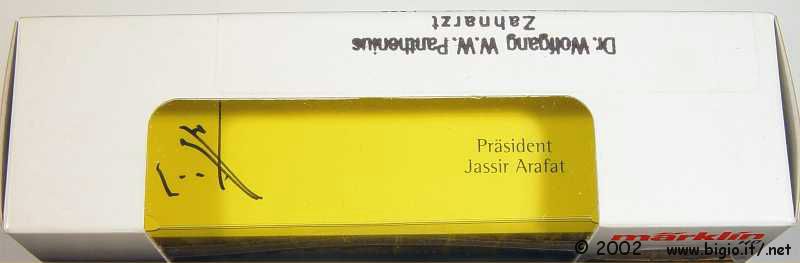 Dr. Wolfgang W.W. Panthenius
Zahnarzt
Präsident
Jassir Arafat
märklin
© 2002 www.bigio.it/.net